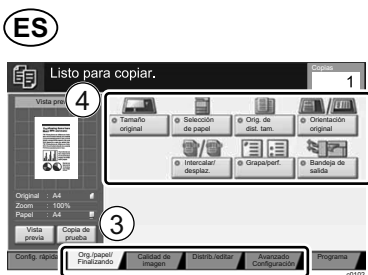 ES
Listo para copiar.
Copias
1
Vista pre
4
Tamaño
original
Selección
de papel
Orig. de
dist. tam.
Orientación
original
Intercalar/
desplaz.
Grapa/perf.
Bandeja de
salida
Original : A4
Zoom : 100%
Papel : A4
Vista
previa
Copia de
prueba
3
Config. rápida
Org./papel/
Finalizando
Calidad de
imagen
Distrib./editar
Avanzado
Configuración
Programa
c0102